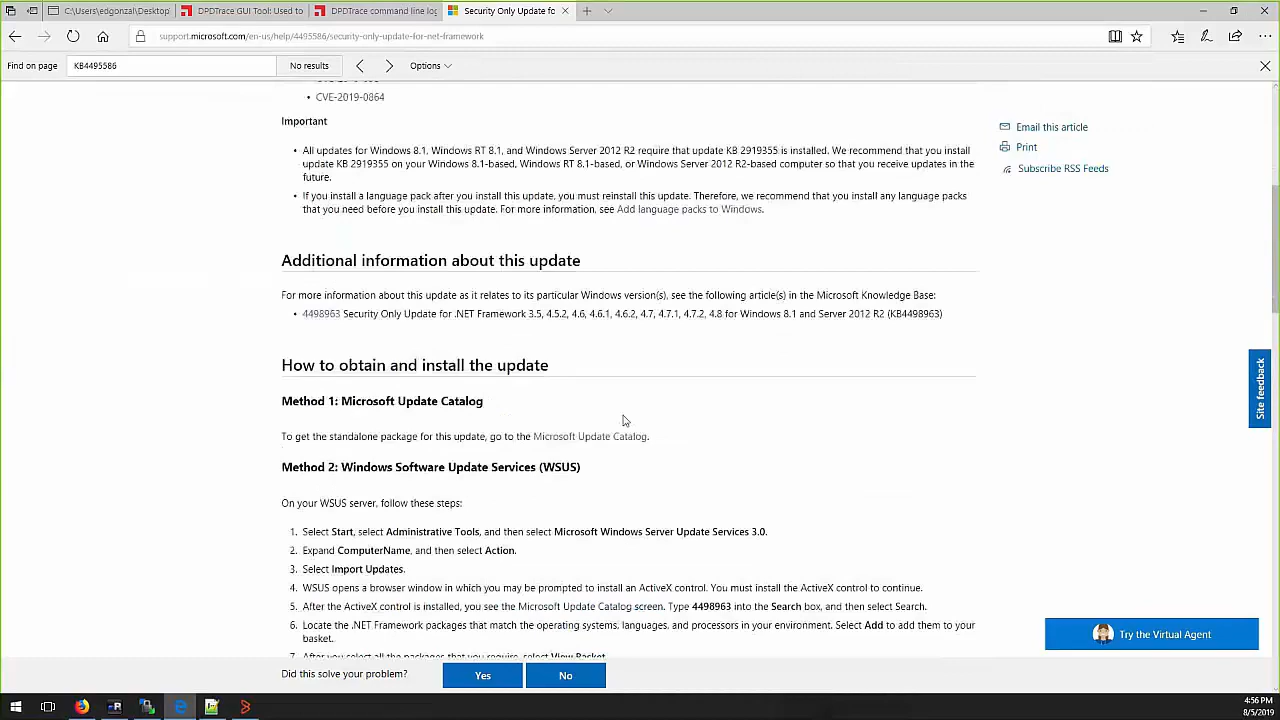 C:\Users\edgonzal\Desktop\
DPDTrace GUI Tool: Used to
DPDTrace command line log
Security Only Update fo
support.microsoft.com/en-us/help/4495586/security-only-update-for-net-framework
Find on page
KB4495586
No results
Options
• CVE-2019-0864
Important
Email this article
Print
Subscribe RSS Feeds
• All updates for Windows 8.1, Windows RT 8.1, and Windows Server 2012 R2 require that update KB 2919355 is installed. We recommend that you install
update KB 2919355 on your Windows 8.1-based, Windows RT 8.1-based, or Windows Server 2012 R2-based computer so that you receive updates in the
future.
• If you install a language pack after you install this update, you must reinstall this update. Therefore, we recommend that you install any language packs
that you need before you install this update. For more information, see Add language packs to Windows.
Additional information about this update
For more information about this update as it relates to its particular Windows version(s), see the following article(s) in the Microsoft Knowledge Base:
• 4498963 Security Only Update for .NET Framework 3.5, 4.5.2, 4.6, 4.6.1, 4.6.2, 4.7, 4.7.1, 4.7.2, 4.8 for Windows 8.1 and Server 2012 R2 (KB4498963)
How to obtain and install the update
Site feedback
Method 1: Microsoft Update Catalog
To get the standalone package for this update, go to the Microsoft Update Catalog.
Method 2: Windows Software Update Services (WSUS)
On your WSUS server, follow these steps:
1. Select Start, select Administrative Tools, and then select Microsoft Windows Server Update Services 3.0.
2. Expand ComputerName, and then select Action.
3. Select Import Updates.
4. WSUS opens a browser window in which you may be prompted to install an ActiveX control. You must install the ActiveX control to continue.
5. After the ActiveX control is installed, you see the Microsoft Update Catalog screen. Type 4498963 into the Search box, and then select Search.
6. Locate the .NET Framework packages that match the operating systems, languages, and processors in your environment. Select Add to add them to your
basket.
7. After you select all the packages that you require, select View Basket.
Try the Virtual Agent
Did this solve your problem?
Yes
No
4:56 PM
8/5/2019